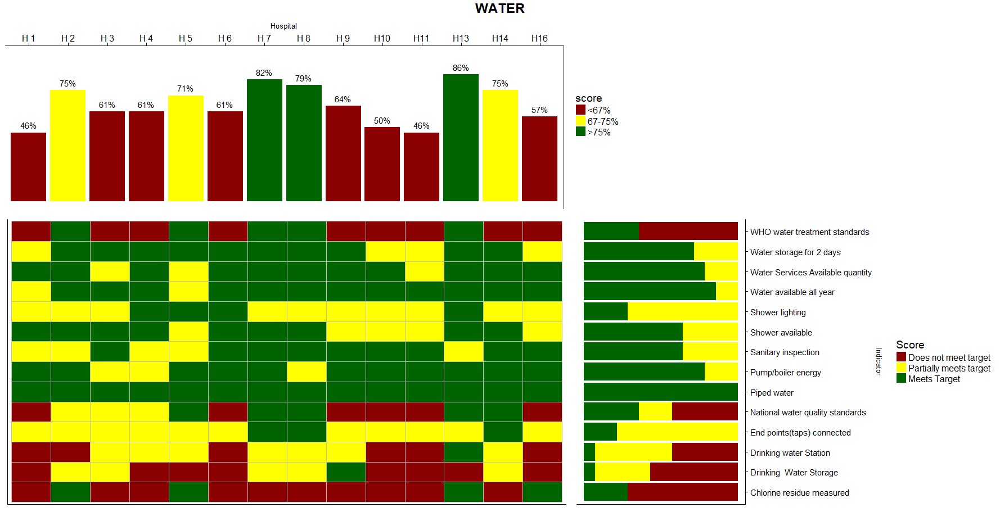 WATER
Hospital
H 1 H 2 H 3 H 4 H 5 H 6 H 7 H 8 H 9 H10 H11 H13 H14 H16
46% 75% 61% 61% 71% 61% 82% 79% 64% 50% 46% 86% 75% 57%
score
<67%
67-75%
>75%
WHO water treatment standards
Water storage for 2 days
Water Services Available quantity
Water available all year
Shower lighting
Shower available
Sanitary inspection
Pump/boiler energy
Piped water
National water quality standards
End points(taps) connected
Drinking water Station
Drinking  Water Storage
Chlorine residue measured
Indicator
Score
Does not meet target
Partially meets target
Meets Target